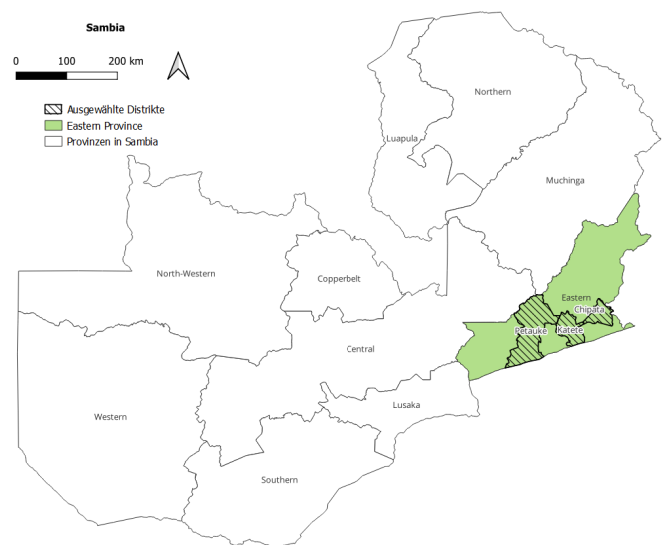 Sambia
0 100 200 km
Ausgewählte Distrikte
Eastern Province
Provinzen in Sambia
Northern
Luapula
Muchinga
North-Western
Copperbelt
Eastern
Chipata
Petauke
Katete
Central
Lusaka
Western
Southern